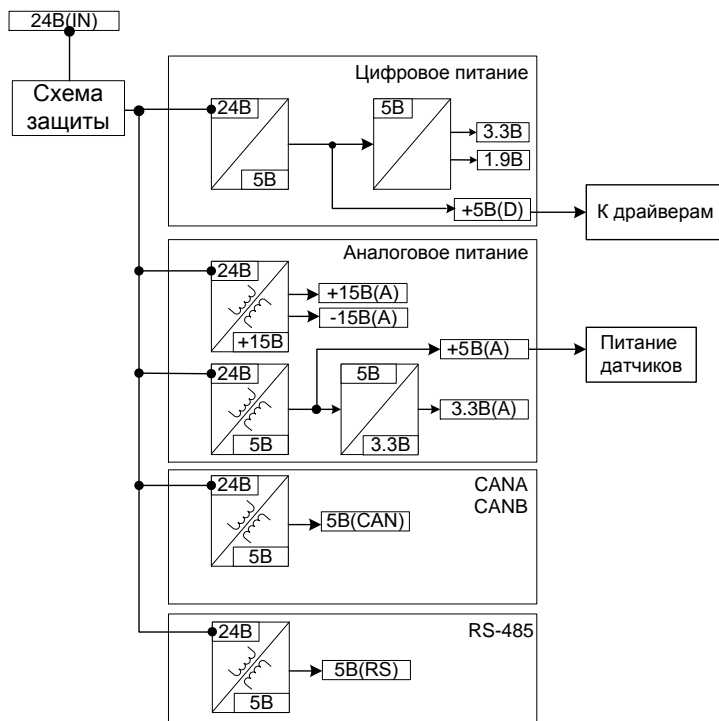 24В(IN)
Схема
защиты
Цифровое питание
24В
5В
5В
3.3В
1.9В
+5В(D)
К драйверам
Аналоговое питание
24В
+15В
+15В(А)
-15В(А)
24В
5В
+5В(А)
Питание
датчиков
5В
3.3В
3.3В(А)
CANA
CANB
24В
5В
5В(CAN)
RS-485
24В
5В
5В(RS)